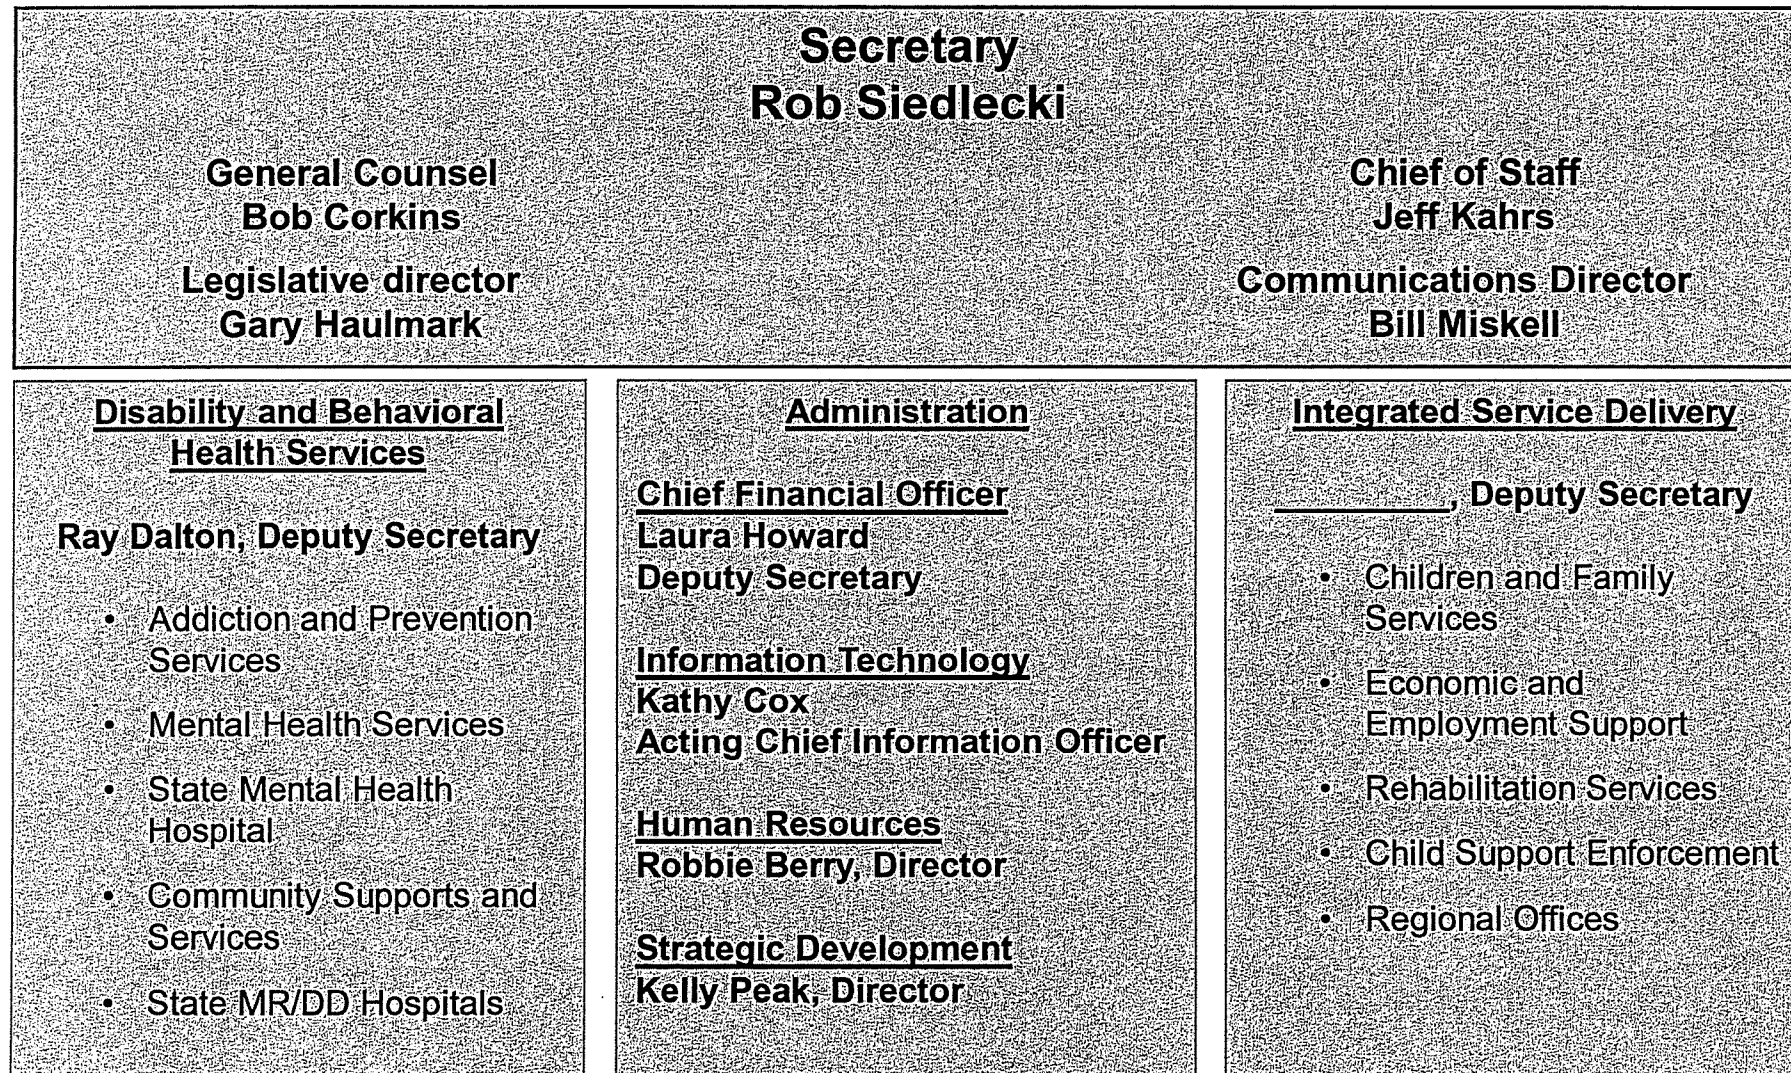 Secretary
Rob Siedlecki
General Counsel
Bob Corkins
Legislative director
Gary Haulmark
Chief of Staff
Jeff Kahrs
Communications Director
Bill Miskell
Disability and Behavioral
Health Services
Ray Dalton, Deputy Secretary
• Addiction and Prevention
Services
• Mental Health Services
• State Mental Health
Hospital
• Community Supports and
Services
• State MR/DD Hospitals
Administration
Chief Financial Officer
Laura Howard
Deputy Secretary
Information Technology
Kathy Cox
Acting Chief Information Officer
Human Resources
Robbie Berry, Director
Strategic Development
Kelly Peak, Director
Integrated Service Delivery
__________, Deputy Secretary
• Children and Family
Services
• Economic and
Employment Support
• Rehabilitation Services
• Child Support Enforcement
• Regional Offices